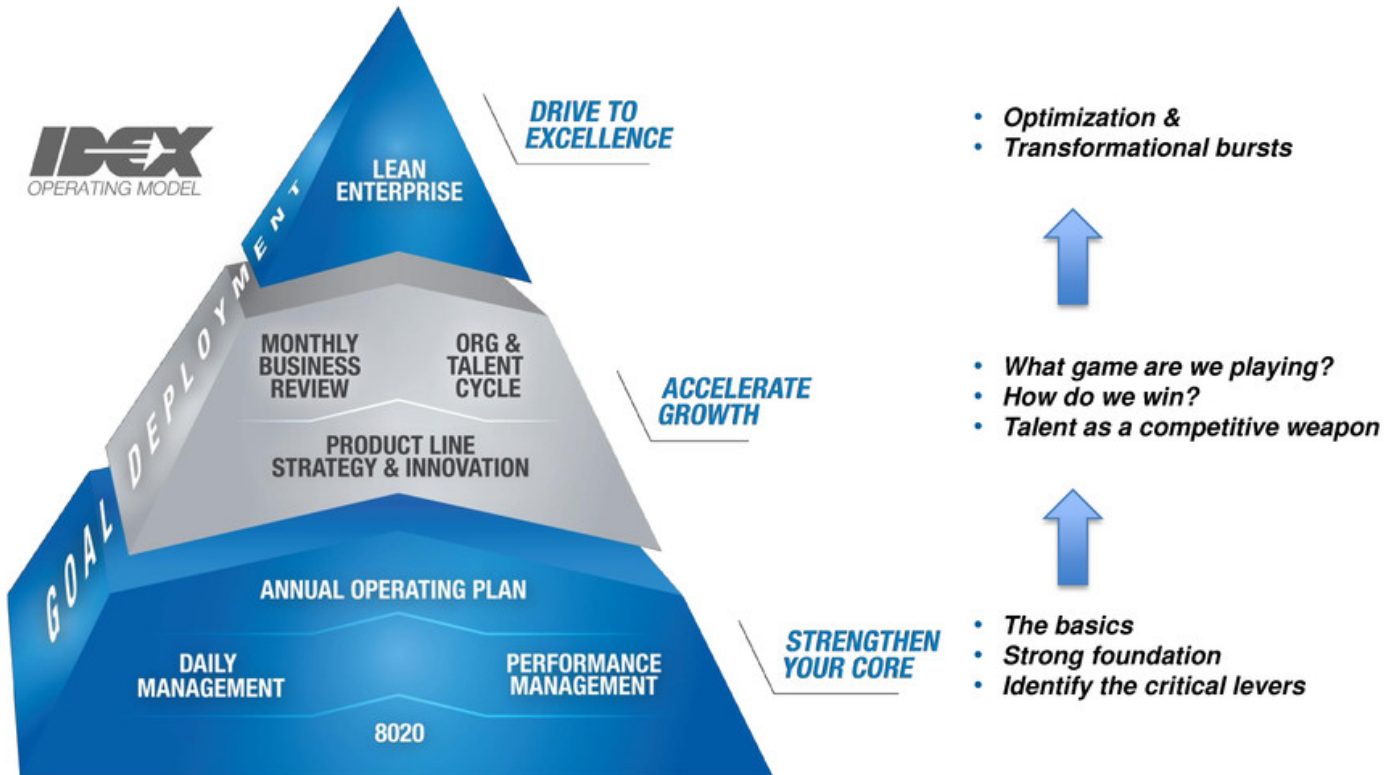 IDEX
OPERATING MODEL
GOAL DEPLOYMENT
LEAN
ENTERPRISE
DRIVE TO
EXCELLENCE
• Optimization &
• Transformational bursts
MONTHLY
BUSINESS
REVIEW
ORG &
TALENT
CYCLE
PRODUCT LINE
STRATEGY & INNOVATION
ACCELERATE
GROWTH
• What game are we playing?
• How do we win?
• Talent as a competitive weapon
ANNUAL OPERATING PLAN
DAILY
MANAGEMENT
PERFORMANCE
MANAGEMENT
8020
STRENGTHEN
YOUR CORE
• The basics
• Strong foundation
• Identify the critical levers